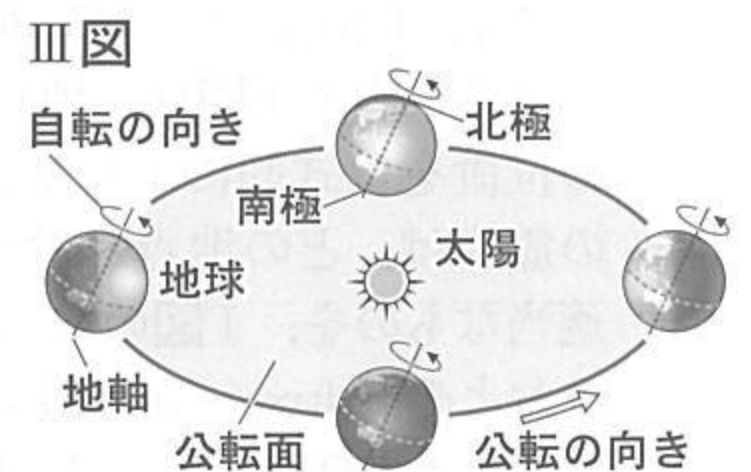 Ⅲ図
自転の向き
北極
南極
太陽
地球
地軸
公転面
公転の向き